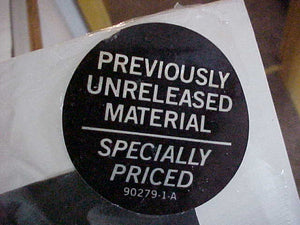 PREVIOUSLY
UNRELEASED
MATERIAL
SPECIALLY
PRICED
90279-1-A